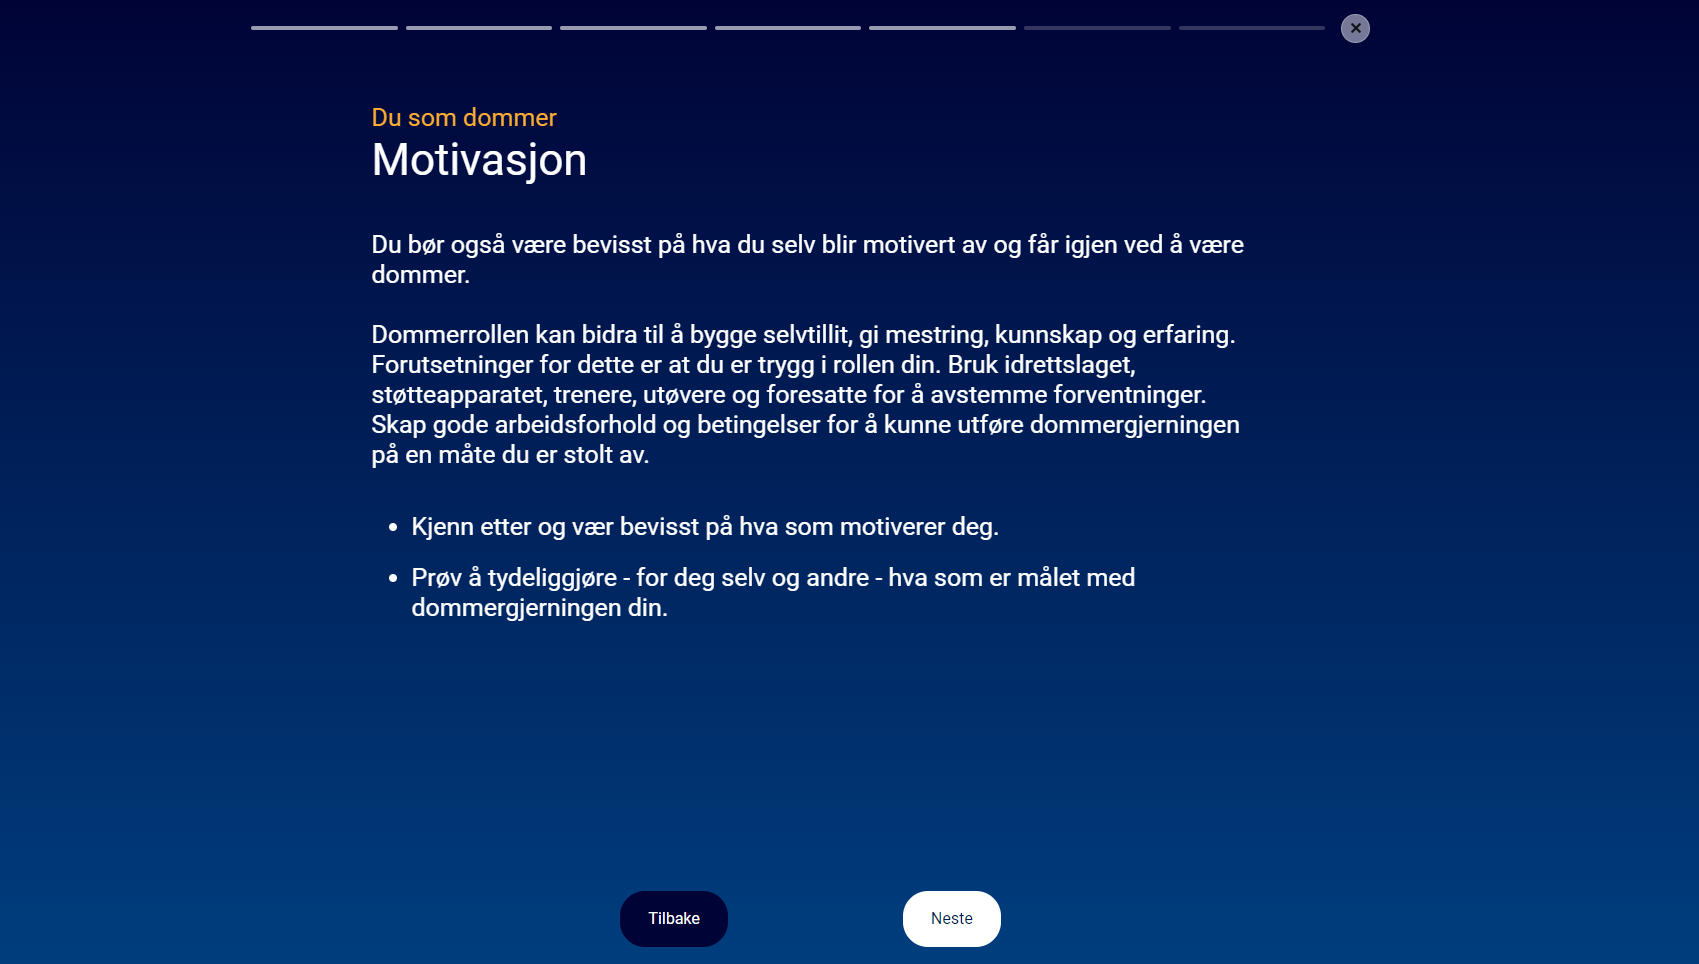 Du som dommer
Motivasjon
Du bør også være bevisst på hva du selv blir motivert av og får igjen ved å være
dommer.
Dommerrollen kan bidra til å bygge selvtillit, gi mestring, kunnskap og erfaring.
Forutsetninger for dette er at du er trygg i rollen din. Bruk idrettslaget,
støtteapparatet, trenere, utøvere og foresatte for å avstemme forventninger.
Skap gode arbeidsforhold og betingelser for å kunne utføre dommergjerningen
på en måte du er stolt av.
• Kjenn etter og vær bevisst på hva som motiverer deg.
• Prøv å tydeliggjøre - for deg selv og andre - hva som er målet med
dommergjerningen din.
Tilbake
Neste